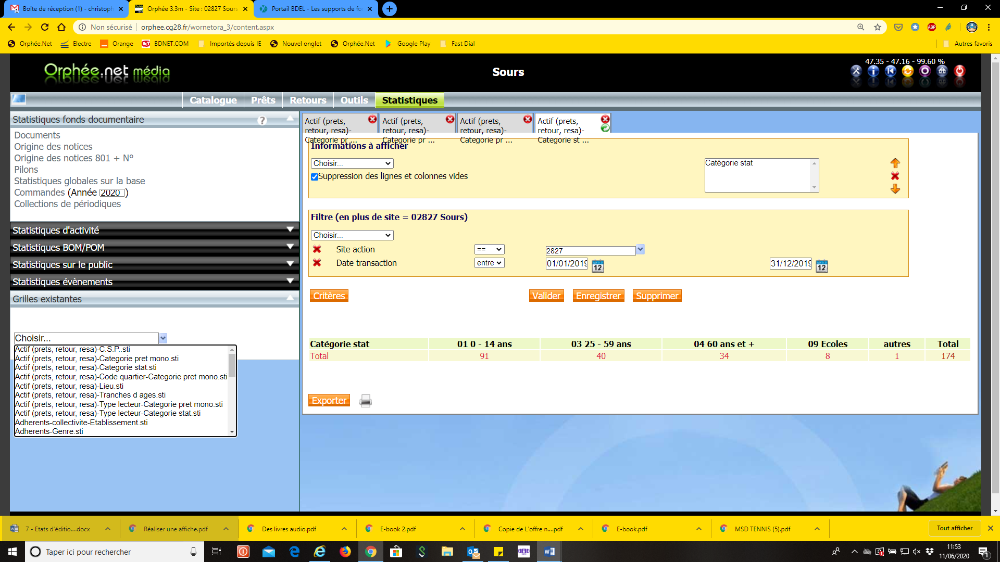 Boîte de réception (1) - christoph
Orphée 3.3m - Site : 02827 Sours
Portail BDEL - Les supports de fo
Non sécurisé
orphee.cg28.fr/wornetora_3/content.aspx
ABP
Orphée.Net
Electre
Orange
BDNET.COM
Importés depuis IE
Nouvel onglet
Orphée.Net
Google Play
Fast Dial
Autres favoris
Orphée.net média
Sours
47.35 - 47.16 - 99.60 %
Catalogue
Prêts
Retours
Outils
Statistiques
Statistiques fonds documentaire
?
Documents
Origine des notices
Origine des notices 801 + N°
Pilons
Statistiques globales sur la base
Commandes (Année 2020 )
Collections de périodiques
Statistiques d'activité
Statistiques BOM/POM
Statistiques sur le public
Statistiques évènements
Grilles existantes
Choisir...
Actif (prets, retour, resa)-C.S.P..sti
Actif (prets, retour, resa)-Categorie pret mono.sti
Actif (prets, retour, resa)-Categorie stat.sti
Actif (prets, retour, resa)-Code quartier-Categorie pret mono.sti
Actif (prets, retour, resa)-Lieu.sti
Actif (prets, retour, resa)-Tranches d ages.sti
Actif (prets, retour, resa)-Type lecteur-Categorie pret mono.sti
Actif (prets, retour, resa)-Type lecteur-Categorie stat.sti
Adherents-collectivite-Etablissement.sti
Adherents-Genre.sti
Actif (prets, retour, resa)- Categorie pr ...
Actif (prets, retour, resa)- Categorie pr ...
Actif (prets, retour, resa)- Categorie pr ...
Actif (prets, retour, resa)- Categorie st ...
Informations à afficher
Choisir...
Suppression des lignes et colonnes vides
Catégorie stat
Filtre (en plus de site = 02827 Sours)
Choisir...
Site action == 2827
Date transaction entre 01/01/2019 12 31/12/2019 12
Critères
Valider
Enregistrer
Supprimer
Catégorie stat 01 0 - 14 ans 03 25 - 59 ans 04 60 ans et + 09 Ecoles autres Total
Total 91 40 34 8 1 174
Exporter
7 - Etats d'éditio....docx
Réaliser une affiche.pdf
Des livres audio.pdf
E-book 2.pdf
Copie de L'offre n....pdf
E-book.pdf
MSD TENNIS (5).pdf
Tout afficher
Taper ici pour rechercher
11:53
11/06/2020
1